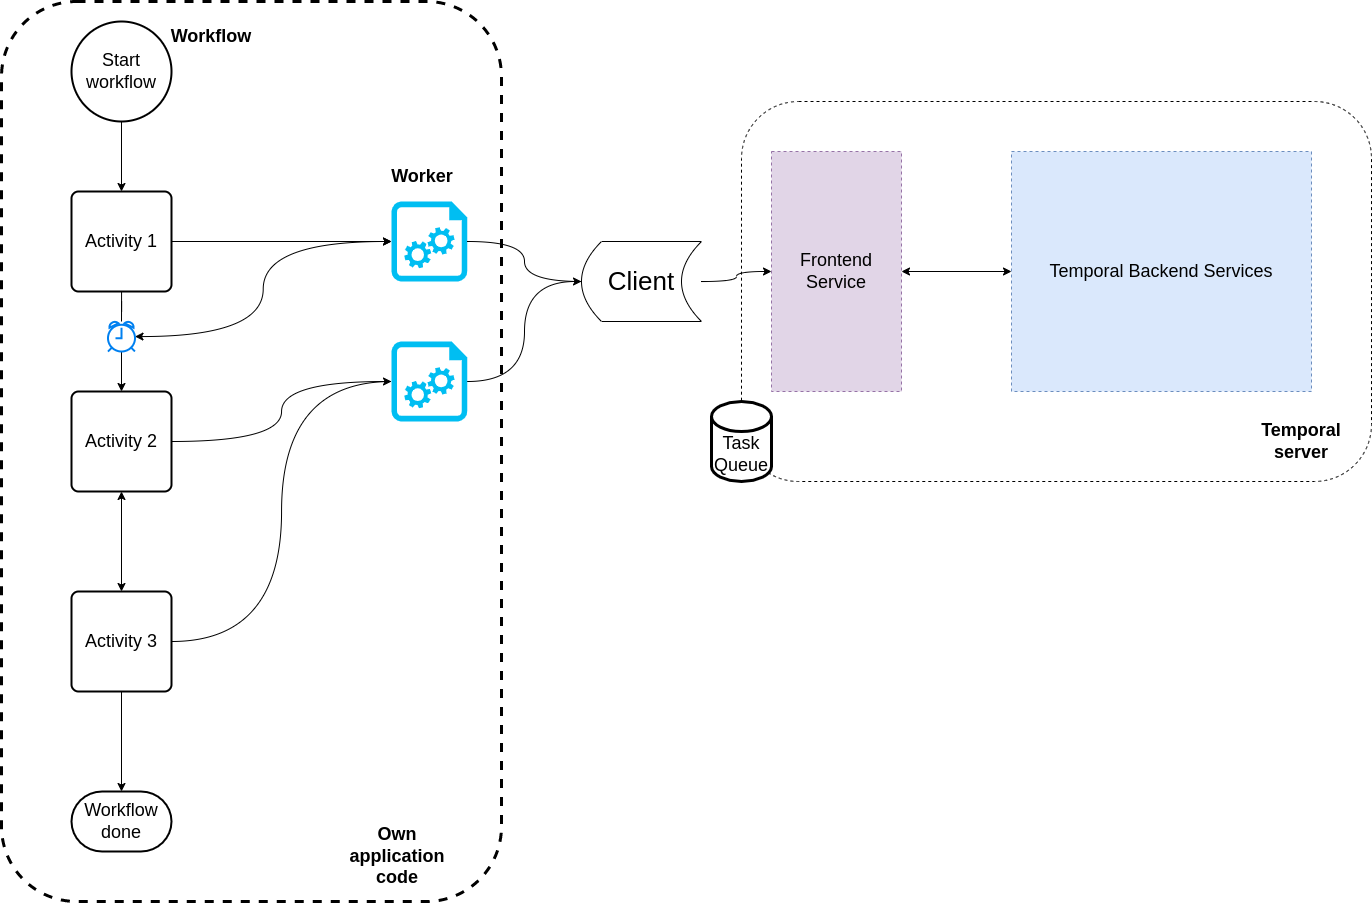 Workflow
Start
workflow
Worker
Activity 1
Client
Frontend
Service
Temporal Backend Services
Activity 2
Task
Queue
Temporal
server
Activity 3
Workflow
done
Own
application
code